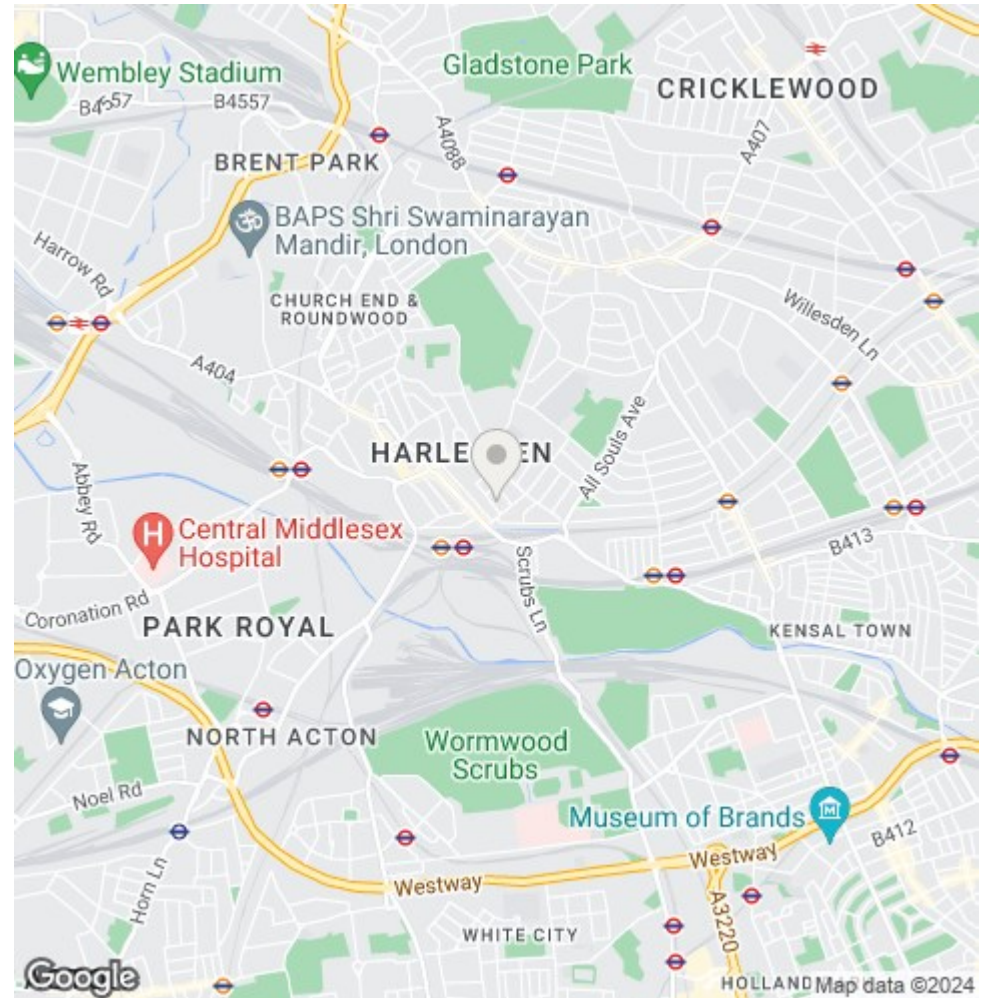 Gladstone Park
Wembley Stadium
CRICKLEWOOD
B4557
B4557
A4088
A407
BRENT PARK
BAPS Shri Swaminarayan
Mandir, London
Harrow Rd
CHURCH END &
ROUNDWOOD
Willesden Ln
A404
All Souls Ave
Abbey Rd
Central Middlesex
Hospital
Scrubs Ln
B413
Coronation Rd
PARK ROYAL
KENSAL TOWN
Oxygen Acton
NORTH ACTON
Wormwood
Scrubs
Noel Rd
Museum of Brands
B412
Horn Ln
Westway
Westway
A3220
WHITE CITY
Google
HOLLAND
Map data ©2024